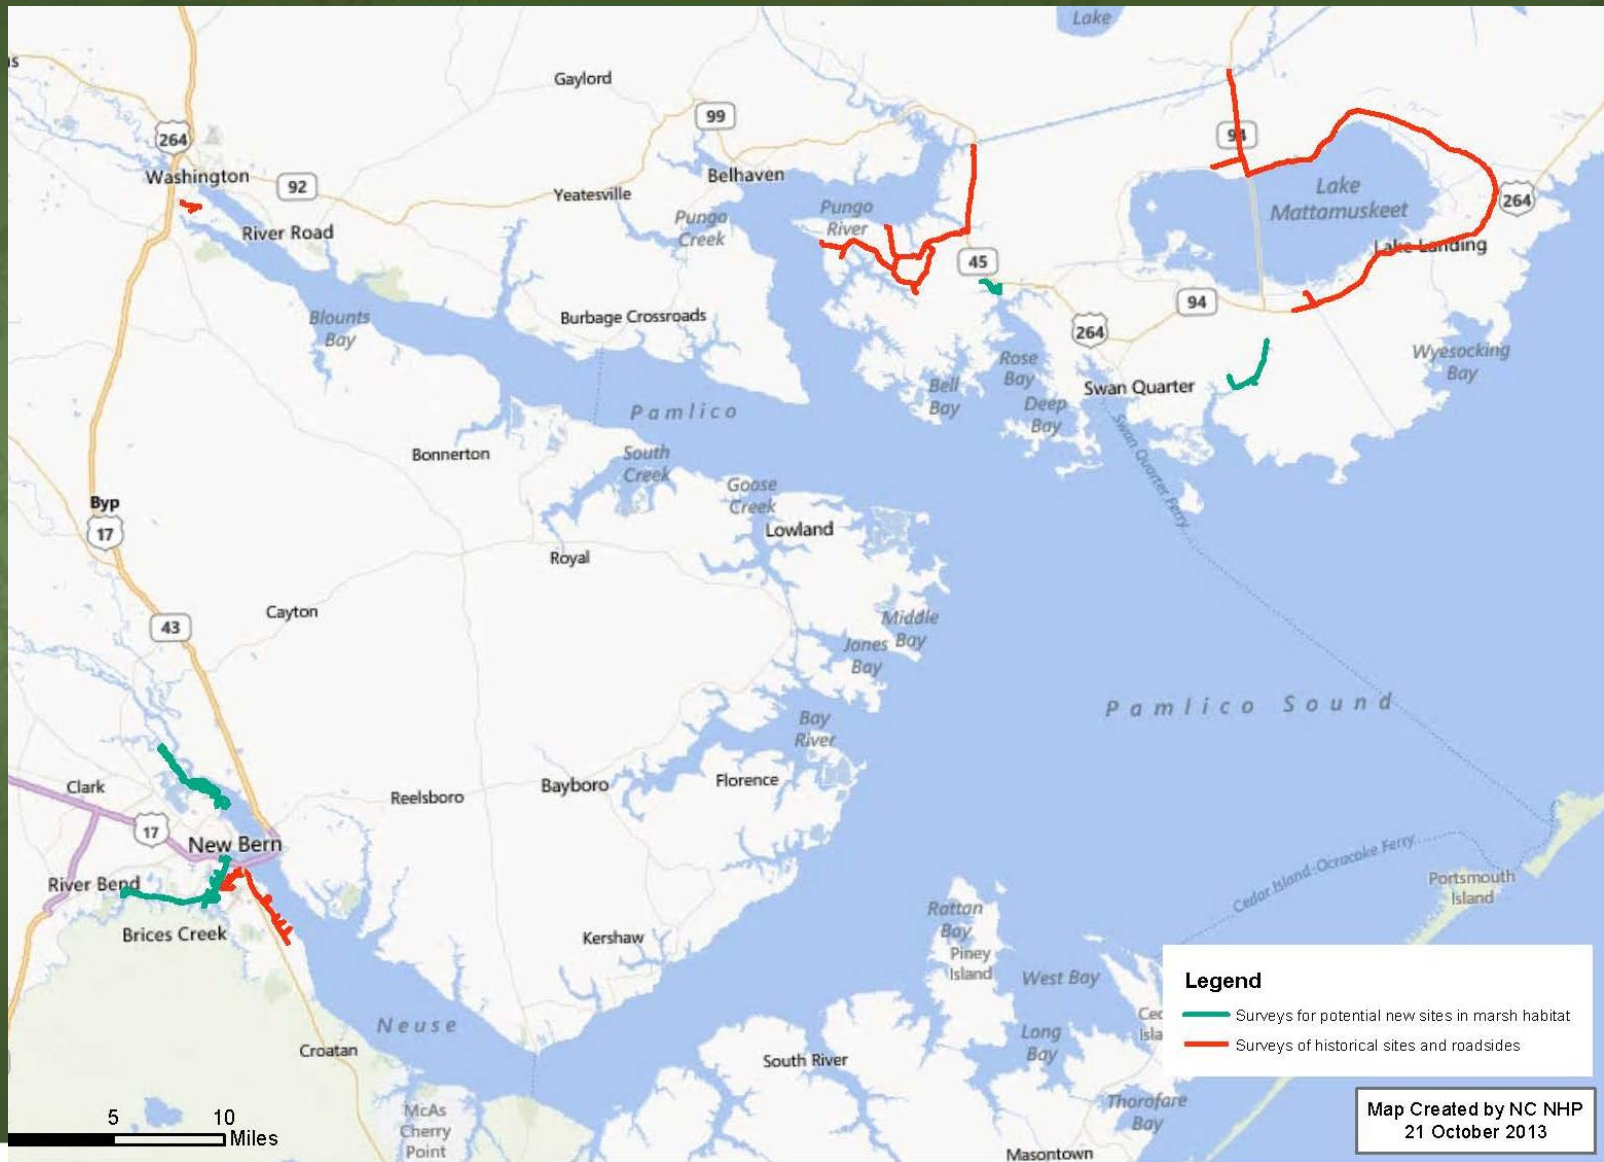 Lake
Gaylord
99
264
94
Washington
92
Belhaven
Yeatesville
Lake
Mattamuskeet
264
Pungo
River
Pungo
Creek
River Road
Lake Landing
45
94
Blounts
Bay
Burbage Crossroads
264
Rose
Bay
Wyesocking
Bay
Bell
Bay
Swan Quarter
Deep
Bay
Pamlico
Bonnerton
South
Creek
Swan Quarter Ferry
Goose
Creek
Byp
17
Lowland
Royal
Cayton
43
Middle
Bay
Jones
Bay
Pamlico Sound
Bay
River
Clark
Reelsboro
Bayboro
Florence
17
New Bern
River Bend
Cedar Island-Ocracoke Ferry
Portsmouth
Island
Brices Creek
Kershaw
Rattan
Bay
Piney
Island
West Bay
Neuse
Croatan
South River
Long
Bay
Ced
Isla
Legend
Surveys for potential new sites in marsh habitat
Surveys of historical sites and roadsides
McAs
Cherry
Point
Thorofare
Bay
Masontown
5 10
Miles
Map Created by NC NHP
21 October 2013